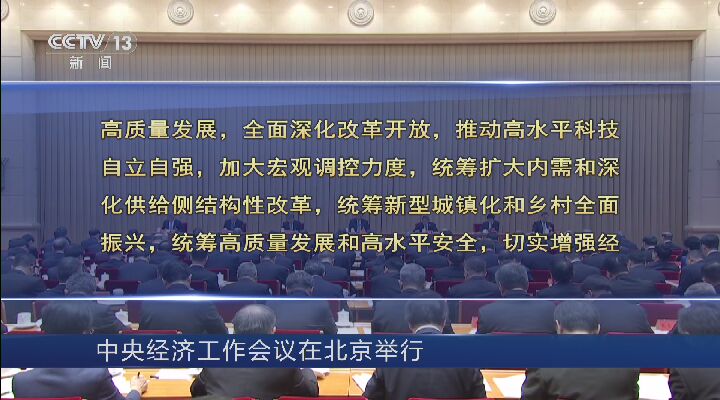 CCTV 13
新闻
高质量发展，全面深化改革开放，推动高水平科技
自立自强，加大宏观调控力度，统筹扩大内需和深
化供给侧结构性改革，统筹新型城镇化和乡村全面
振兴，统筹高质量发展和高水平安全，切实增强经
中央经济工作会议在北京举行